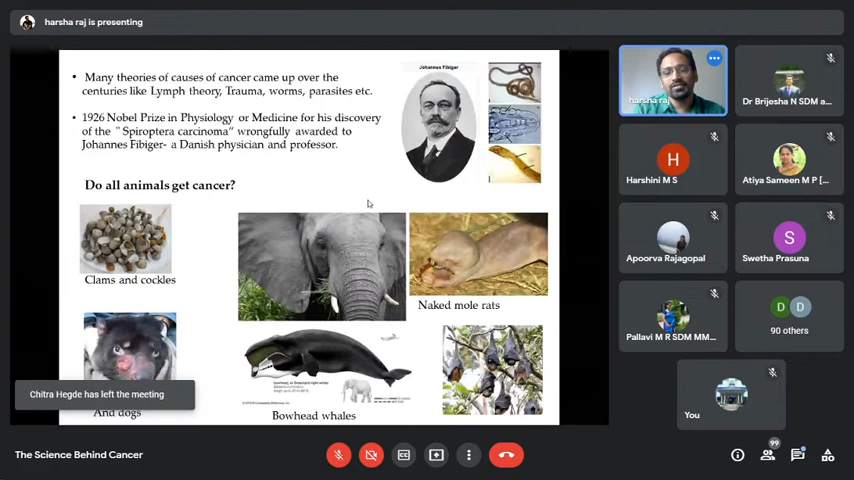 harsha raj is presenting
• Many theories of causes of cancer came up over the
centuries like Lymph theory, Trauma, worms, parasites etc.
• 1926 Nobel Prize in Physiology or Medicine for his discovery
of the " Spiroptera carcinoma" wrongfully awarded to
Johannes Fibiger- a Danish physician and professor.
Johannes Fibiger
Do all animals get cancer?
Clams and cockles
Naked mole rats
And dogs
Bowhead whales
Chitra Hegde has left the meeting
harsha raj
Dr Brijesha N SDM a...
H
Harshini M S
Atiya Sameen M P [...
Apoorva Rajagopal
S
Swetha Prasuna
Pallavi M R SDM MM...
D D
90 others
You
The Science Behind Cancer
CC
99